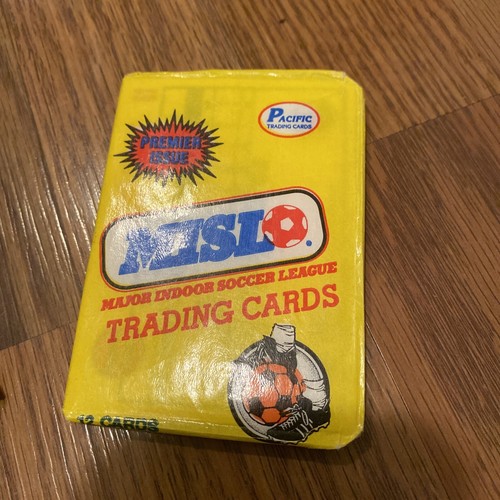 PACIFIC
TRADING CARDS
PREMIER
ISSUE
MISL
MAJOR INDOOR SOCCER LEAGUE
TRADING CARDS
12 CARDS